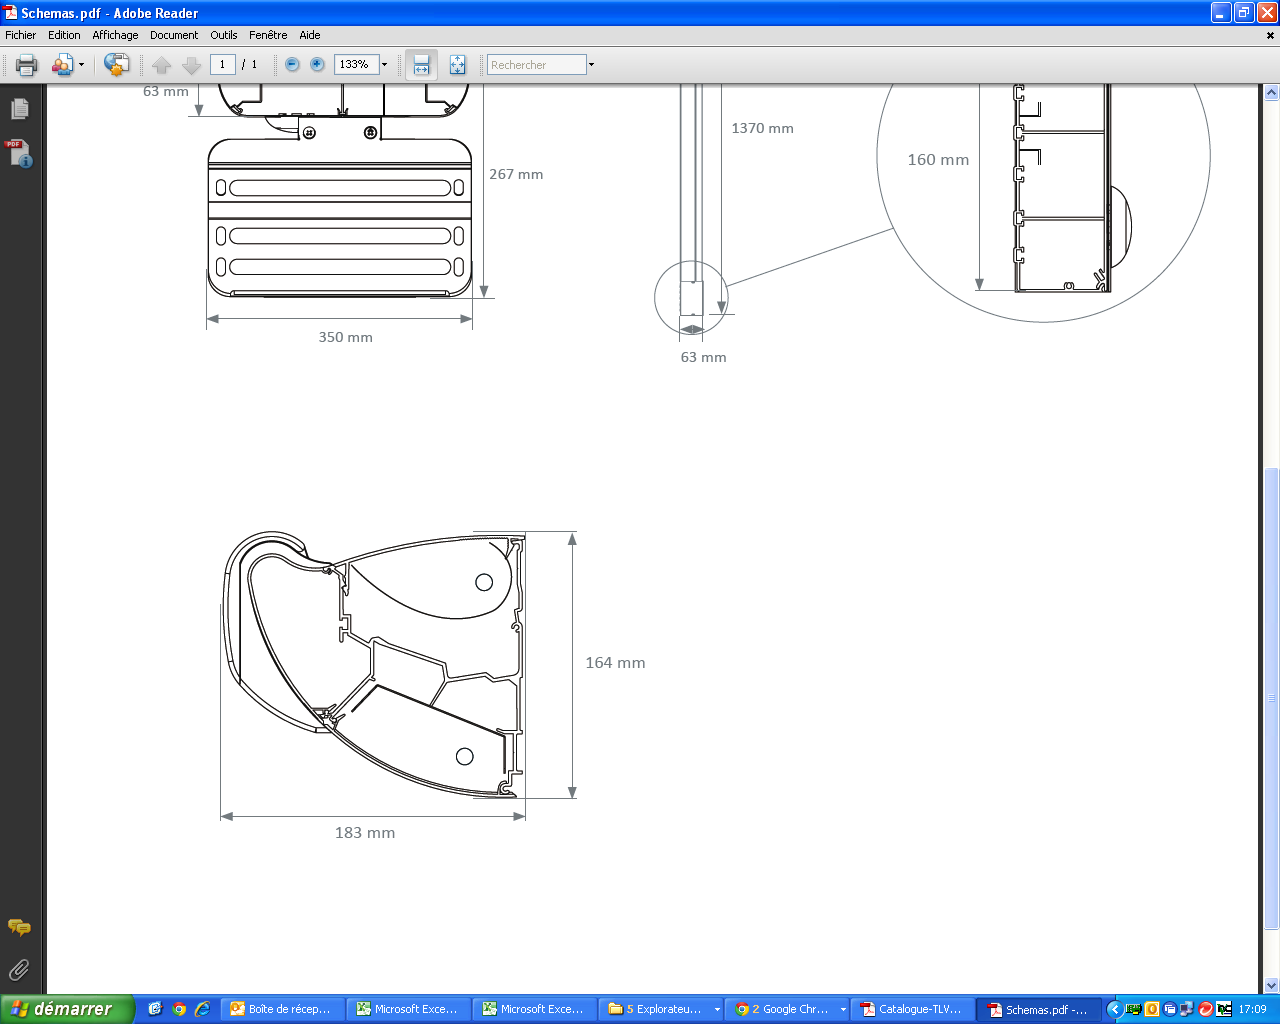 Schemas.pdf - Adobe Reader
Fichier Edition Affichage Document Outils Fenêtre Aide
1 / 1 133% Rechercher
PDF
63 mm
1370 mm
160 mm
267 mm
350 mm
63 mm
164 mm
183 mm
démarrer Boîte de récep... Microsoft Exce... Microsoft Exce... 5 Explorateu... 2 Google Chr... Catalogue-TLV... Schemas.pdf -... 17:09